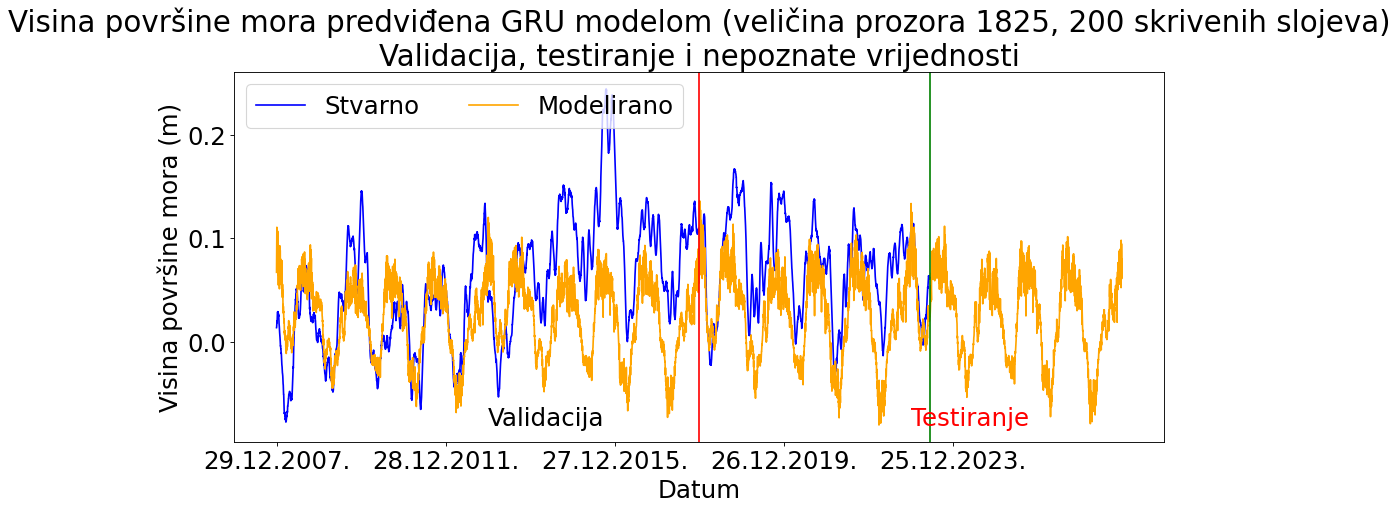 Visina površine mora predviđena GRU modelom (veličina prozora 1825, 200 skrivenih slojeva)
Validacija, testiranje i nepoznate vrijednosti
Stvarno
Modelirano
Visina površine mora (m)
0.2
0.1
0.0
Validacija
Testiranje
29.12.2007.
28.12.2011.
27.12.2015.
26.12.2019.
25.12.2023.
Datum